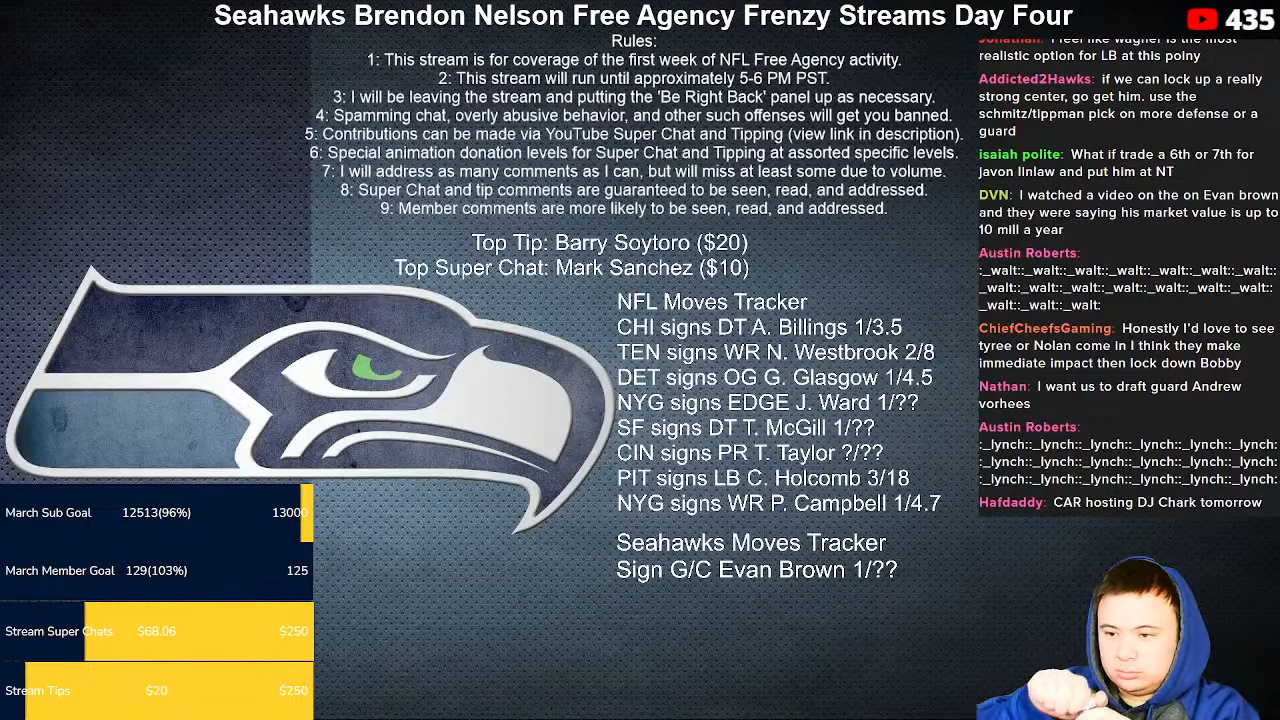 Seahawks Brendon Nelson Free Agency Frenzy Streams Day Four
435
Rules:
1: This stream is for coverage of the first week of NFL Free Agency activity.
2: This stream will run until approximately 5-6 PM PST.
3: I will be leaving the stream and putting the 'Be Right Back' panel up as necessary.
4: Spamming chat, overly abusive behavior, and other such offenses will get you banned.
5: Contributions can be made via YouTube Super Chat and Tipping (view link in description).
6: Special animation donation levels for Super Chat and Tipping at assorted specific levels.
7: I will address as many comments as I can, but will miss at least some due to volume.
8: Super Chat and tip comments are guaranteed to be seen, read, and addressed.
9: Member comments are more likely to be seen, read, and addressed.
Top Tip: Barry Soytoro ($20)
Top Super Chat: Mark Sanchez ($10)
NFL Moves Tracker
CHI signs DT A. Billings 1/3.5
TEN signs WR N. Westbrook 2/8
DET signs OG G. Glasgow 1/4.5
NYG signs EDGE J. Ward 1/??
SF signs DT T. McGill 1/??
CIN signs PR T. Taylor ?/??
PIT signs LB C. Holcomb 3/18
NYG signs WR P. Campbell 1/4.7
Seahawks Moves Tracker
Sign G/C Evan Brown 1/??
March Sub Goal 12513(96%) 13000
March Member Goal 129(103%) 125
Stream Super Chats $68.06 $250
Stream Tips $20 $250
Jonathan: I feel like wagner is the most
realistic option for LB at this poiny
Addicted2Hawks: if we can lock up a really
strong center, go get him. use the
schmitz/tippman pick on more defense or a
guard
isaiah polite: What if trade a 6th or 7th for
javon linlaw and put him at NT
DVN: I watched a video on the on Evan brown
and they were saying his market value is up to
10 mill a year
Austin Roberts:
:_walt::_walt::_walt::_walt::_walt::_walt::_walt:
:_walt::_walt::_walt::_walt::_walt::_walt::_walt:
:_walt::_walt::_walt:
ChiefCheefsGaming: Honestly I'd love to see
tyree or Nolan come in I think they make
immediate impact then lock down Bobby
Nathan: I want us to draft guard Andrew
vorhees
Austin Roberts:
:_lynch::_lynch::_lynch::_lynch::_lynch::_lynch:
:_lynch::_lynch::_lynch::_lynch::_lynch::_lynch:
:_lynch::_lynch::_lynch::_lynch::_lynch::_lynch:
Hafdaddy: CAR hosting DJ Chark tomorrow